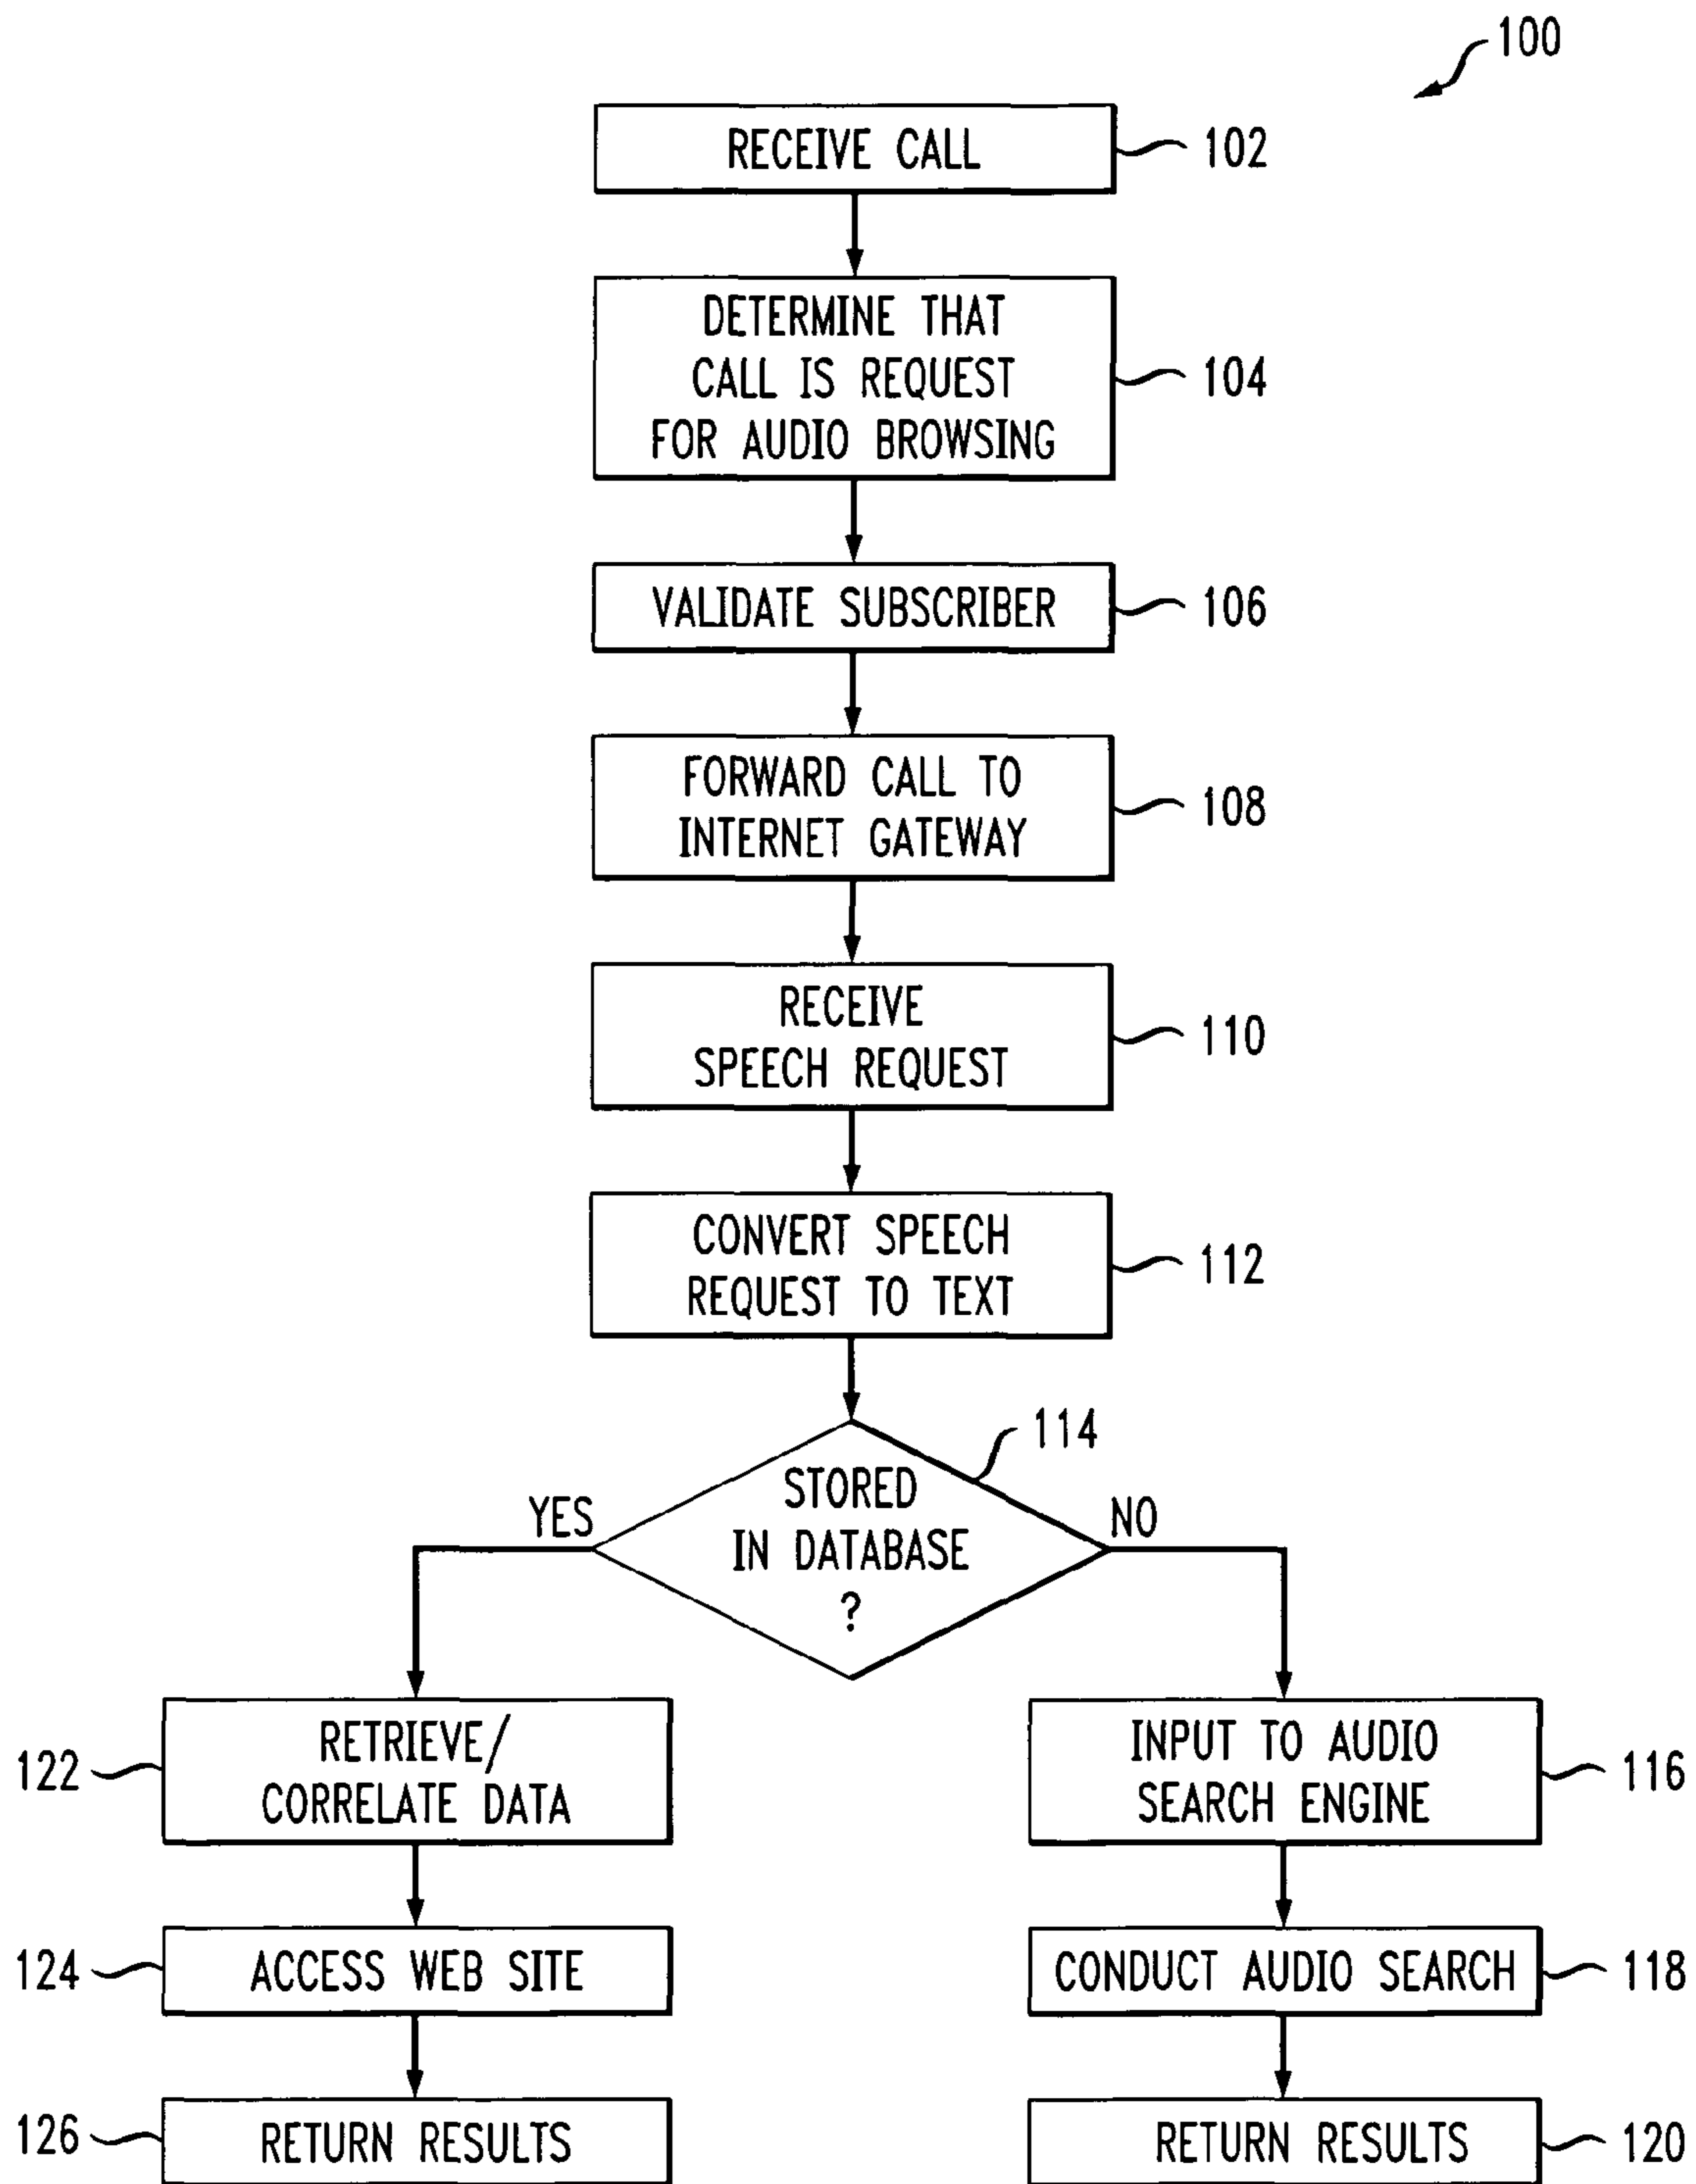 100
RECEIVE CALL
102
DETERMINE THAT
CALL IS REQUEST
FOR AUDIO BROWSING
104
VALIDATE SUBSCRIBER
106
FORWARD CALL TO
INTERNET GATEWAY
108
RECEIVE
SPEECH REQUEST
110
CONVERT SPEECH
REQUEST TO TEXT
112
114
STORED
IN DATABASE
?
YES
NO
122
RETRIEVE/
CORRELATE DATA
INPUT TO AUDIO
SEARCH ENGINE
116
124
ACCESS WEB SITE
CONDUCT AUDIO SEARCH
118
126
RETURN RESULTS
RETURN RESULTS
120